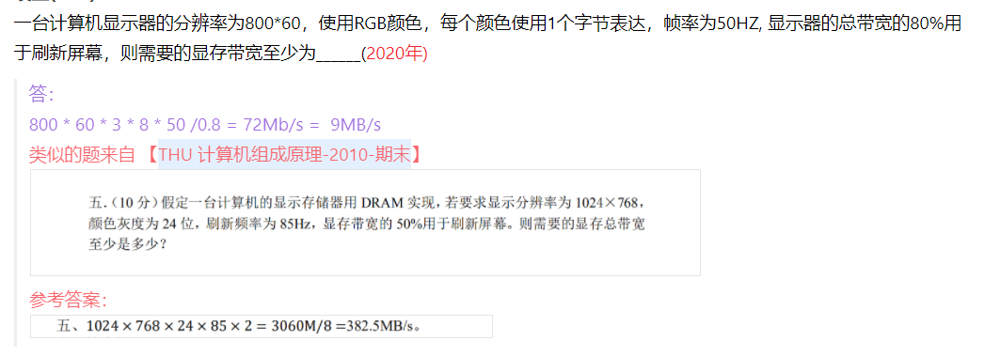 一台计算机显示器的分辨率为800*60，使用RGB颜色，每个颜色使用1个字节表达，帧率为50HZ, 显示器的总带宽的80%用
于刷新屏幕，则需要的显存带宽至少为______(2020年)
答：
800 * 60 * 3 * 8 * 50 /0.8 = 72Mb/s = 9MB/s
类似的题来自 【THU 计算机组成原理-2010-期末】
五.（10 分）假定一台计算机的显示存储器用 DRAM 实现，若要求显示分辨率为 1024×768，
颜色灰度为 24 位，刷新频率为 85Hz，显存带宽的 50%用于刷新屏幕。则需要的显存总带宽
至少是多少？
参考答案：
五、1024 × 768 × 24 × 85 × 2 = 3060M/8 =382.5MB/s。